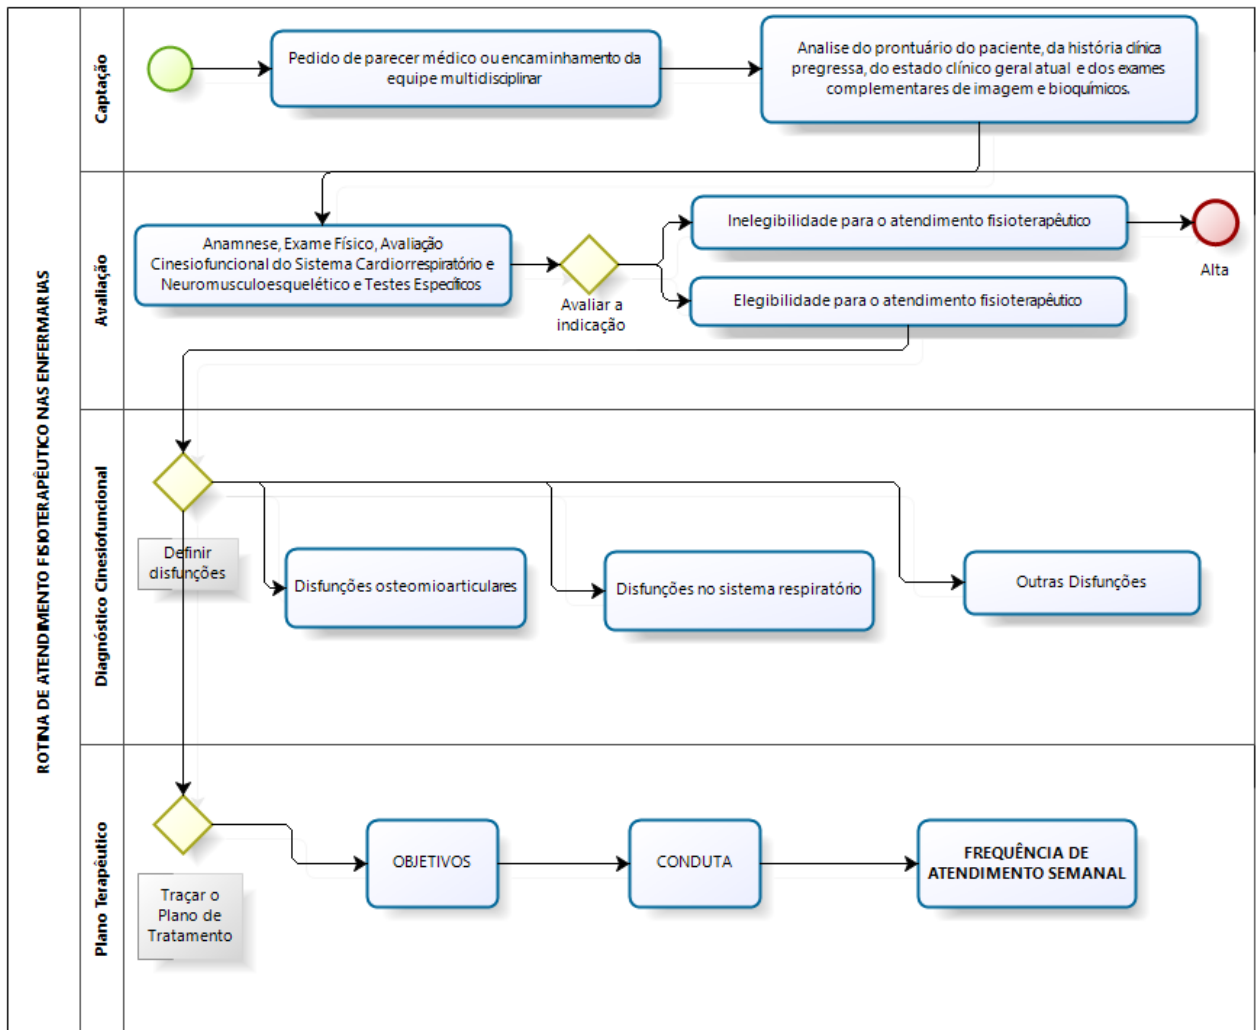 ROTINA DE ATENDIMENTO FISIOTERAPÊUTICO NAS ENFERMARIAS
Captação
Pedido de parecer médico ou encaminhamento da
equipe multidisciplinar
Analise do prontuário do paciente, da história clínica
pregressa, do estado clínico geral atual e dos exames
complementares de imagem e bioquímicos.
Avaliação
Anamnese, Exame Físico, Avaliação
Cinesiofuncional do Sistema Cardiorrespiratório e
Neuromusculoesquelético e Testes Específicos
Avaliar a
indicação
Inelegibilidade para o atendimento fisioterapêutico
Alta
Elegibilidade para o atendimento fisioterapêutico
Diagnóstico Cinesiofuncional
Definir
disfunções
Disfunções osteomioarticulares
Disfunções no sistema respiratório
Outras Disfunções
Plano Terapêutico
Traçar o
Plano de
Tratamento
OBJETIVOS
CONDUTA
FREQUÊNCIA DE
ATENDIMENTO SEMANAL